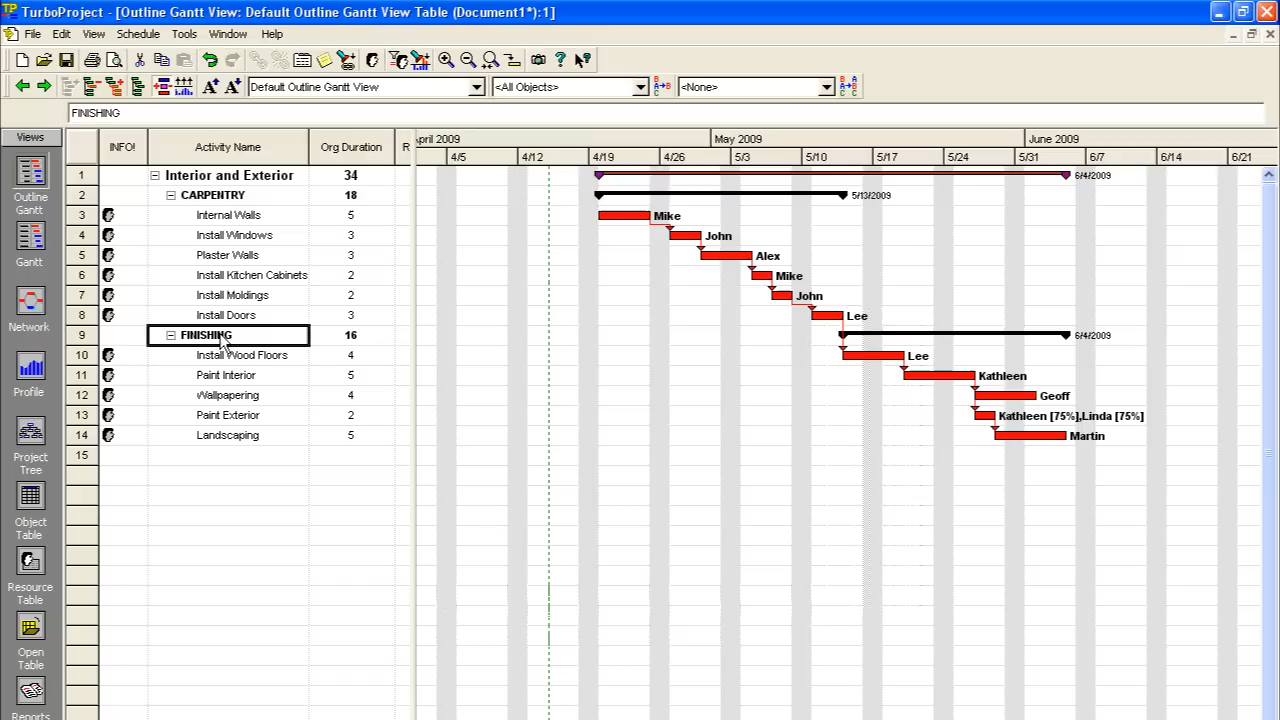 TurboProject - [Outline Gantt View: Default Outline Gantt View Table (Document1*):1]
File Edit View Schedule Tools Window Help
Default Outline Gantt View <All Objects> <None>
FINISHING
Views
Outline Gantt
Gantt
Network
Profile
Project Tree
Object Table
Resource Table
Open Table
Reports
INFO! Activity Name Org Duration R
April 2009 May 2009 June 2009
4/5 4/12 4/19 4/26 5/3 5/10 5/17 5/24 5/31 6/7 6/14 6/21
1 Interior and Exterior 34 6/4/2009
2 CARPENTRY 18 5/13/2009
3 Internal Walls 5 Mike
4 Install Windows 3 John
5 Plaster Walls 3 Alex
6 Install Kitchen Cabinets 2 Mike
7 Install Moldings 2 John
8 Install Doors 3 Lee
9 FINISHING 16 6/4/2009
10 Install Wood Floors 4 Lee
11 Paint Interior 5 Kathleen
12 Wallpapering 4 Geoff
13 Paint Exterior 2 Kathleen [75%],Linda [75%]
14 Landscaping 5 Martin
15